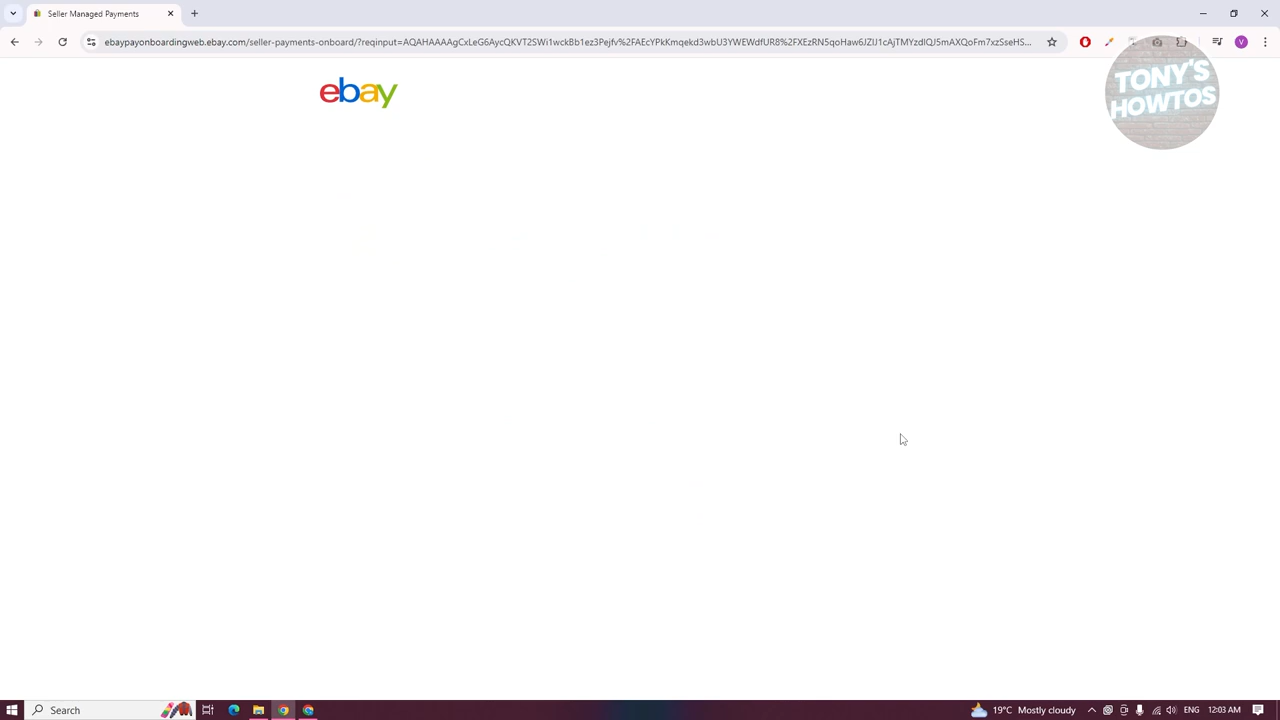 Seller Managed Payments
ebaypayonboardingweb.ebay.com/seller-payments-onboard/?reqinput=AQAHAAAAgCxLeG6AycQKVT2SWi1wckBb1ez3Pejfv%2FAEcYPkKmqekd3wbU3YWEWdfUR8%2FXEzRN5qoHaw6JZIJ1cAjTMYzdIQJ5mAXQoFm7xzSseHS...
V
ebay
TONY'S
HOWTOS
Search
19°C Mostly cloudy
ENG
12:03 AM